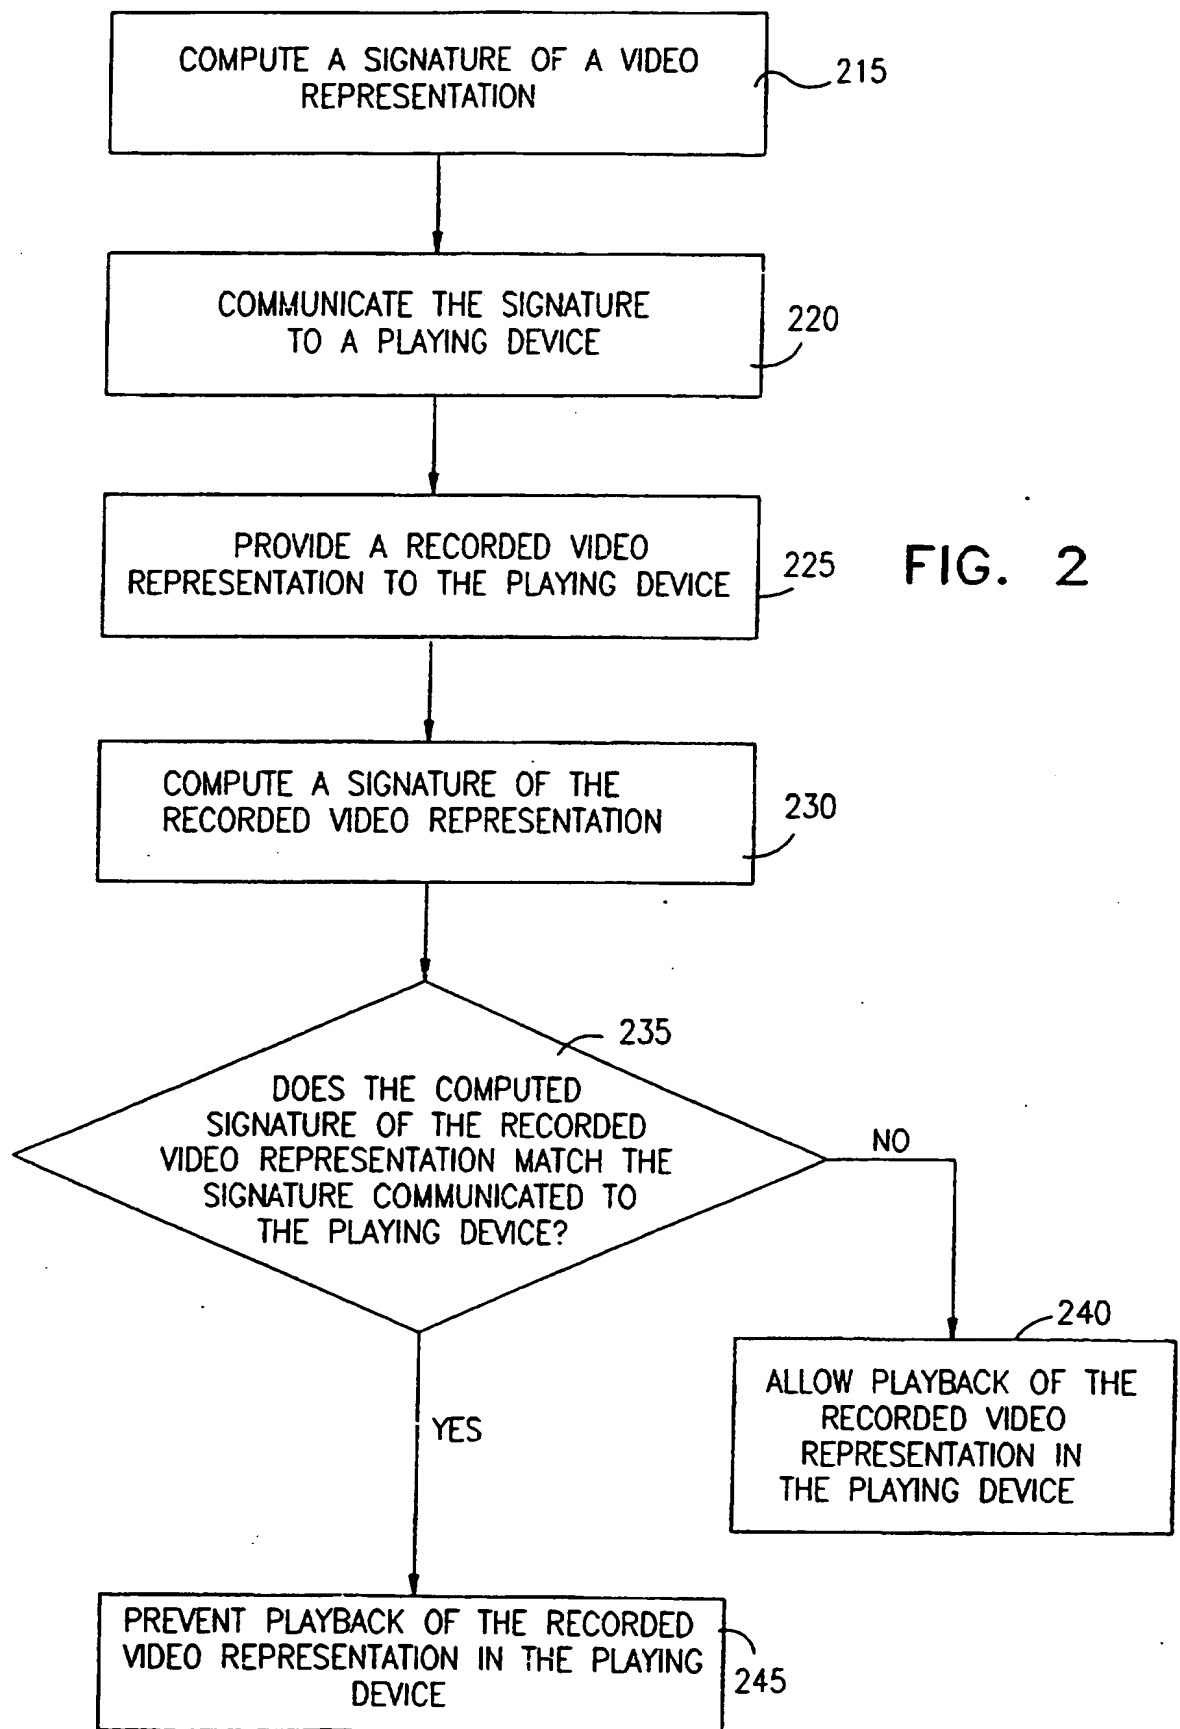 COMPUTE A SIGNATURE OF A VIDEO
REPRESENTATION
215
COMMUNICATE THE SIGNATURE
TO A PLAYING DEVICE
220
PROVIDE A RECORDED VIDEO
REPRESENTATION TO THE PLAYING DEVICE
225
FIG. 2
COMPUTE A SIGNATURE OF THE
RECORDED VIDEO REPRESENTATION
230
235
DOES THE COMPUTED
SIGNATURE OF THE RECORDED
VIDEO REPRESENTATION MATCH THE
SIGNATURE COMMUNICATED TO
THE PLAYING DEVICE?
NO
240
ALLOW PLAYBACK OF THE
RECORDED VIDEO
REPRESENTATION IN
THE PLAYING DEVICE
YES
PREVENT PLAYBACK OF THE RECORDED
VIDEO REPRESENTATION IN THE PLAYING
DEVICE
245